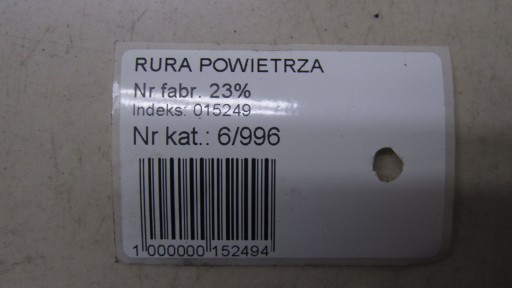 RURA POWIETRZA
Nr fabr. 23%
Indeks: 015249
Nr kat.: 6/996
1 000000 152494